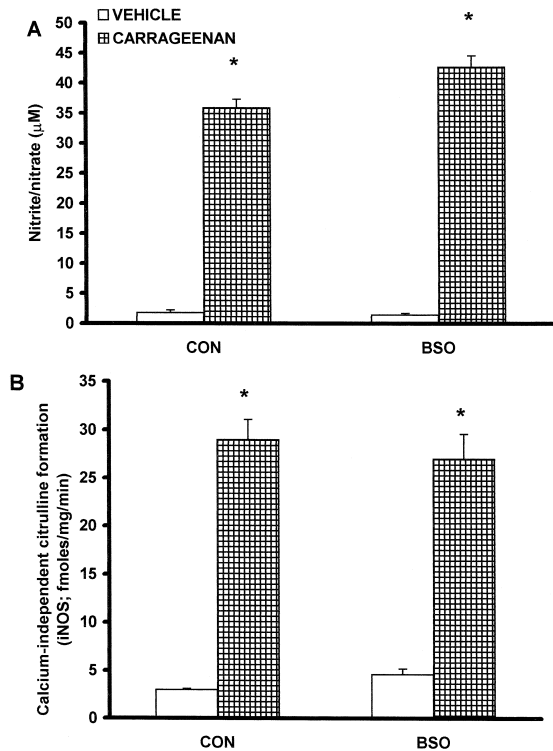 A
VEHICLE
CARRAGEENAN
Nitrite/nitrate (μM)
50
45
40
35
30
25
20
15
10
5
0
*
*
CON
BSO
B
Calcium-independent citrulline formation
(iNOS; fmoles/mg/min)
35
30
25
20
15
10
5
0
*
*
CON
BSO